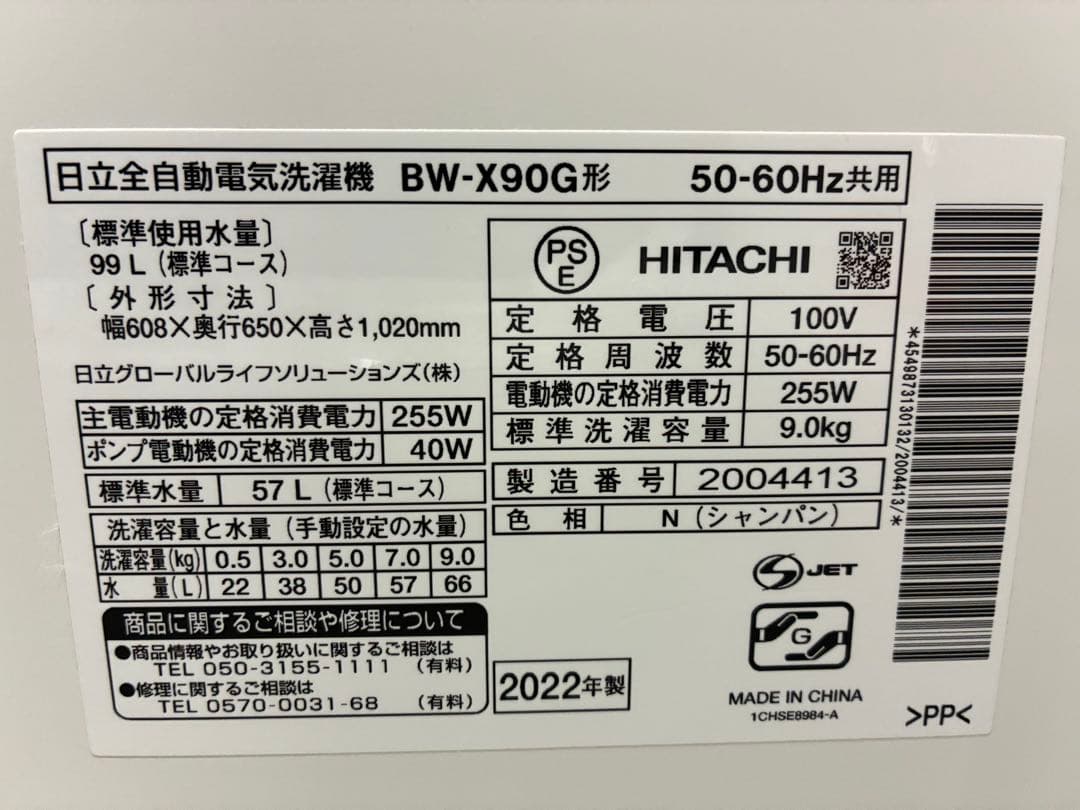 日立全自動電気洗濯機 BW-X90G形 50-60Hz共用
〔標準使用水量〕
99 L (標準コース)
〔外形寸法〕
幅608×奥行650×高さ1,020mm
日立グローバルライフソリューションズ(株)
主電動機の定格消費電力 255W
ポンプ電動機の定格消費電力 40W
標準水量 57 L (標準コース)
洗濯容量と水量 (手動設定の水量)
洗濯容量(kg) 0.5 3.0 5.0 7.0 9.0
水 量(L) 22 38 50 57 66
商品に関するご相談や修理について
●商品情報やお取り扱いに関するご相談は
TEL 050-3155-1111 (有料)
●修理に関するご相談は
TEL 0570-0031-68 (有料)
PS
E
HITACHI
定格電圧 100V
定格周波数 50-60Hz
電動機の定格消費電力 255W
標準洗濯容量 9.0kg
製造番号 2004413
色相 N (シャンパン)
JET
G
2022年製
MADE IN CHINA
1CHSE8984-A
>PP<
*4549873130132/2004413/*